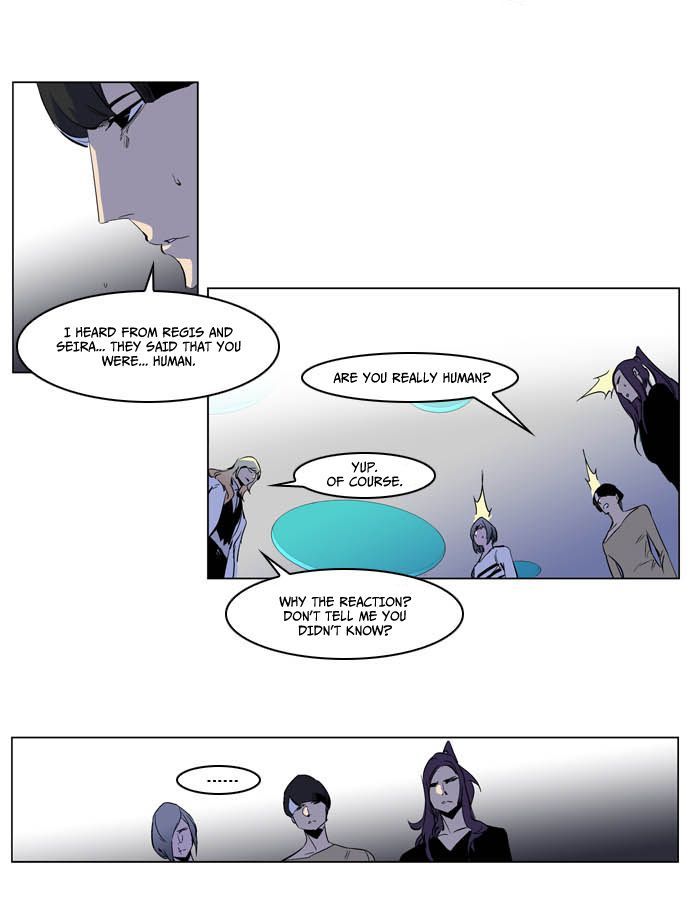 I HEARD FROM REGIS AND
SEIRA... THEY SAID THAT YOU
WERE... HUMAN.
ARE YOU REALLY HUMAN?
YUP.
OF COURSE.
WHY THE REACTION?
DON'T TELL ME YOU
DIDN'T KNOW?
------